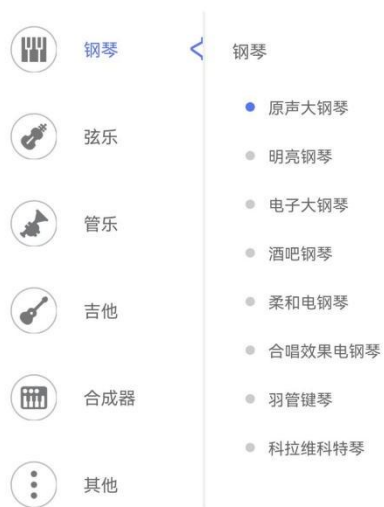 钢琴
弦乐
管乐
吉他
合成器
其他
钢琴
原声大钢琴
明亮钢琴
电子大钢琴
酒吧钢琴
柔和电钢琴
合唱效果电钢琴
羽管键琴
科拉维科特琴